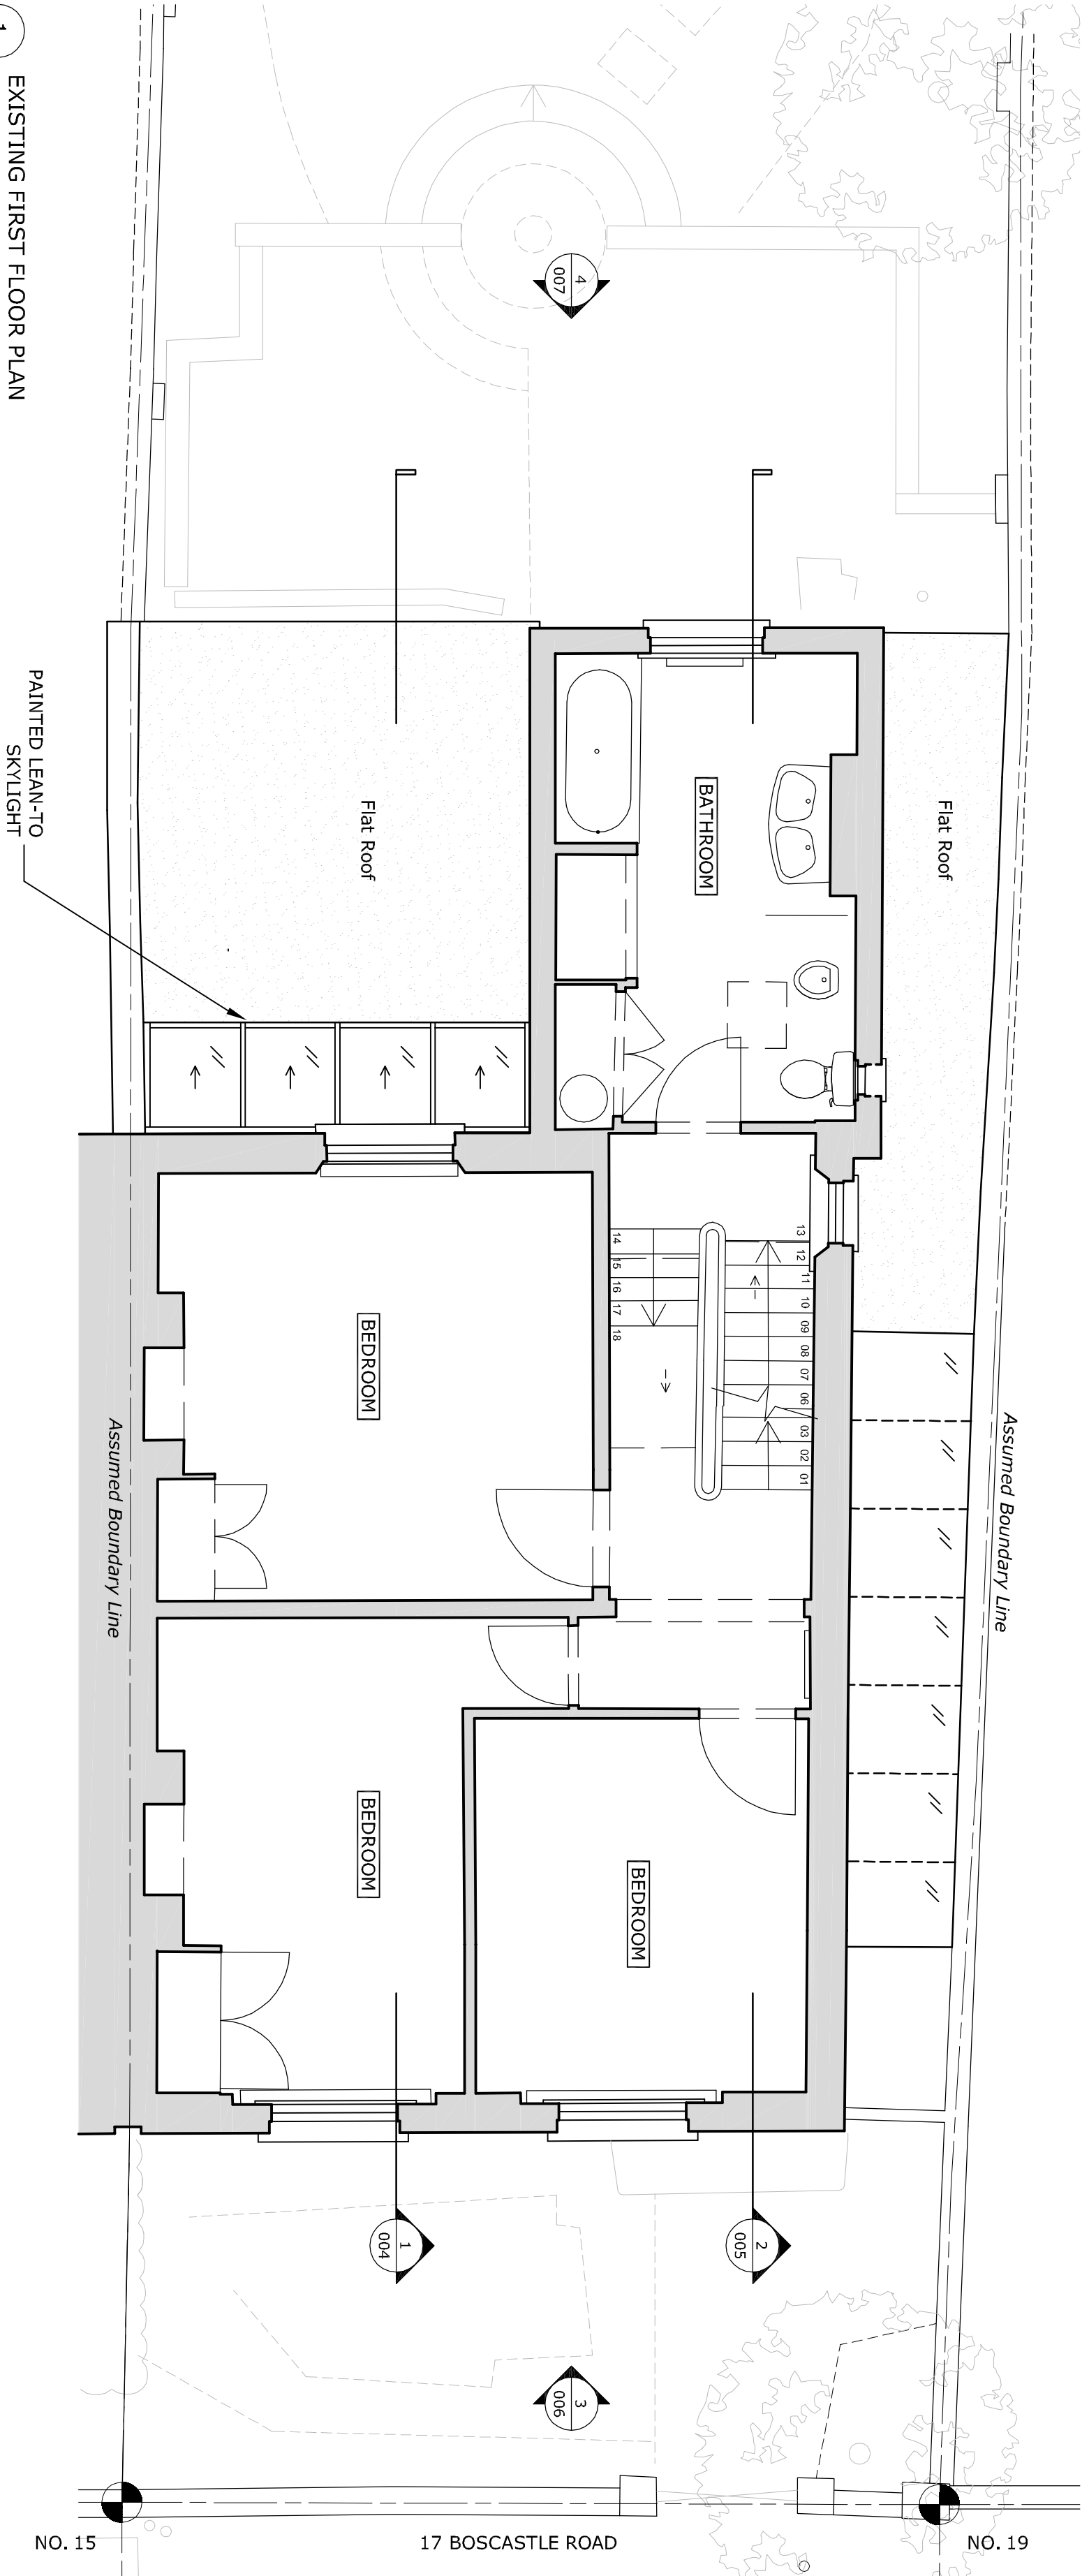 1
EXISTING FIRST FLOOR PLAN
4
007
PAINTED LEAN-TO
SKYLIGHT
Flat Roof
Flat Roof
BATHROOM
13
12
11
10
09
08
07
06
03
02
01
14
15
16
17
18
BEDROOM
Assumed Boundary Line
Assumed Boundary Line
BEDROOM
BEDROOM
1
004
2
005
3
006
NO. 15
17 BOSCASTLE ROAD
NO. 19